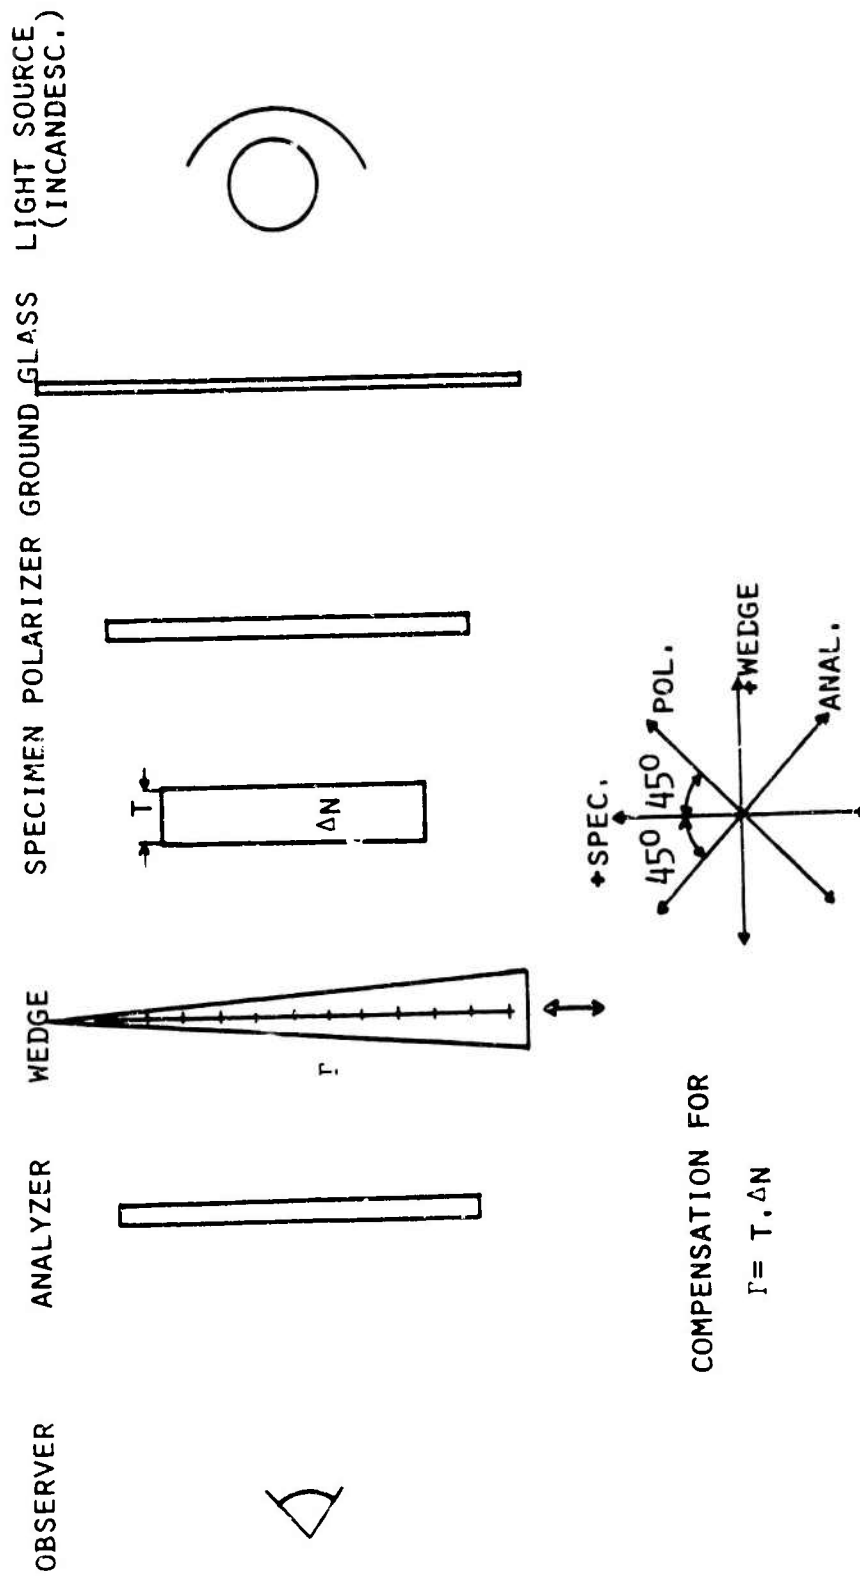 OBSERVER ANALYZER WEDGE SPECIMEN POLARIZER GROUND GLASS LIGHT SOURCE
(INCANDESC.)
T
ΔN
Γ
+SPEC.
45° 45°
POL.
+WEDGE
ANAL.
COMPENSATION FOR
Γ= T.ΔN